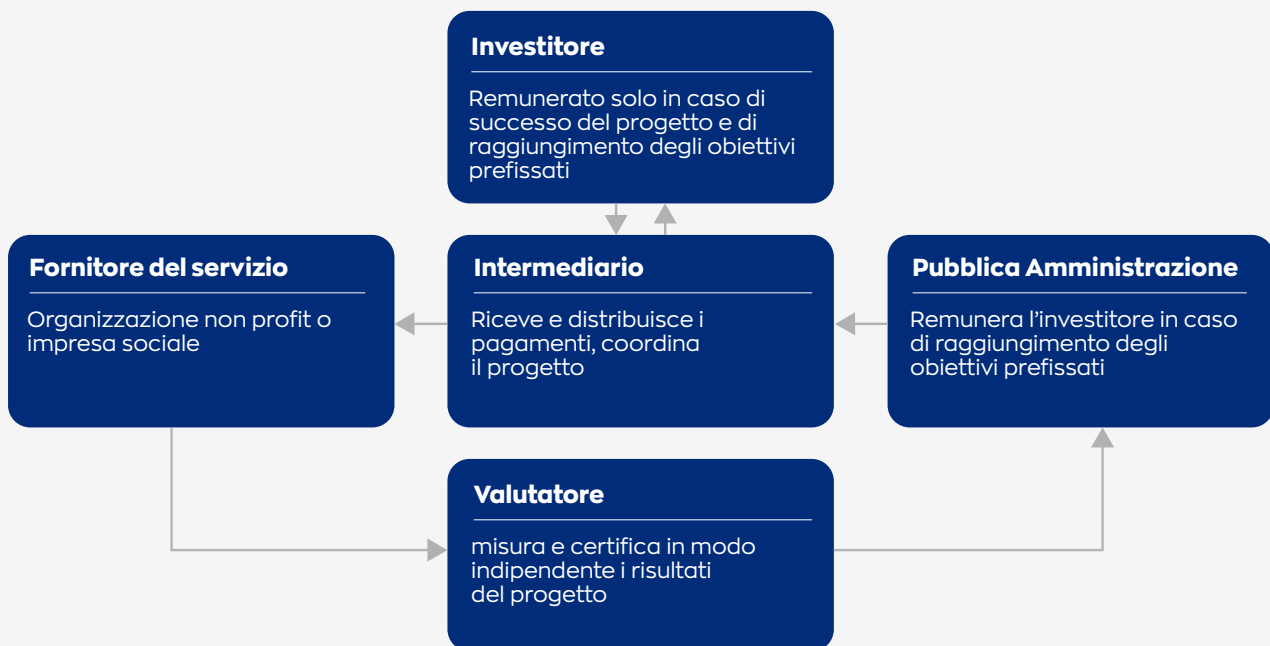 Investitore
Remunerato solo in caso di
successo del progetto e di
raggiungimento degli obiettivi
prefissati
Fornitore del servizio
Organizzazione non profit o
impresa sociale
Intermediario
Riceve e distribuisce i
pagamenti, coordina
il progetto
Pubblica Amministrazione
Remunera l’investitore in caso
di raggiungimento degli
obiettivi prefissati
Valutatore
misura e certifica in modo
indipendente i risultati
del progetto